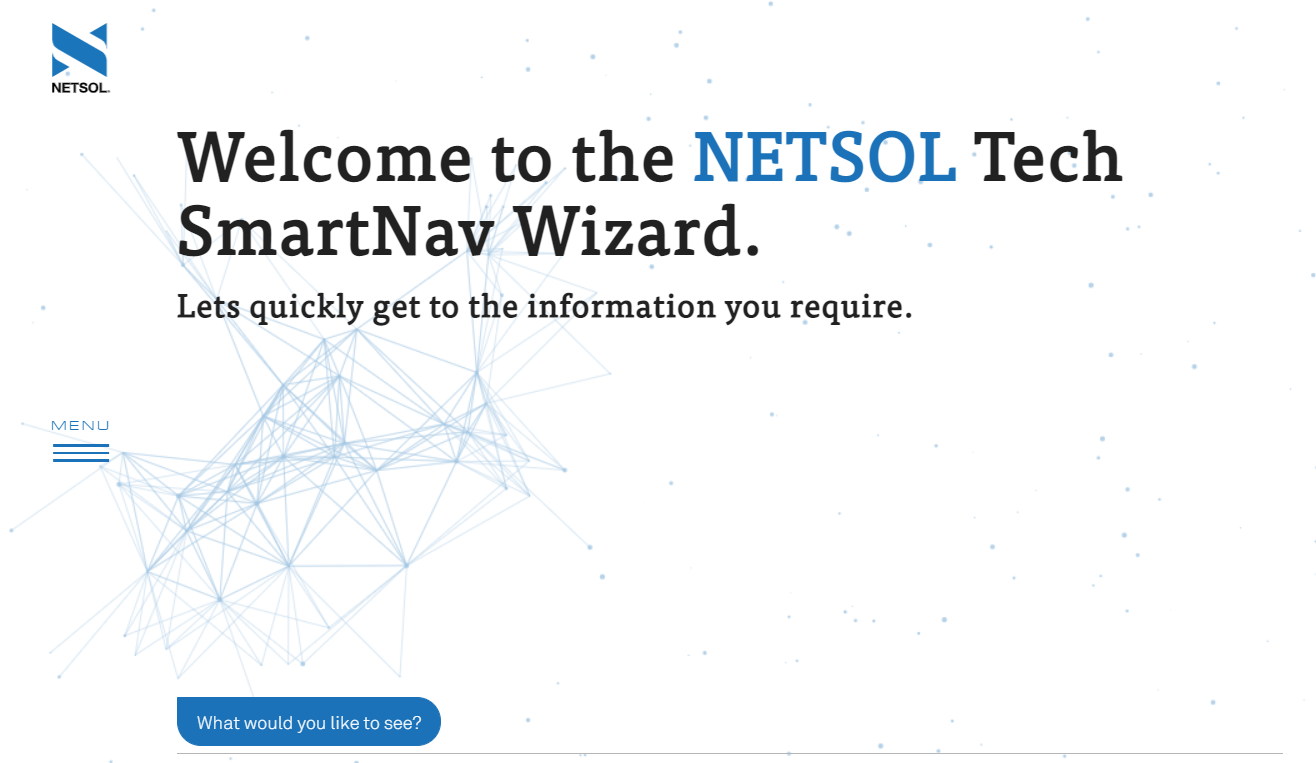 NETSOL
Welcome to the NETSOL Tech
SmartNav Wizard.
Lets quickly get to the information you require.
MENU
What would you like to see?